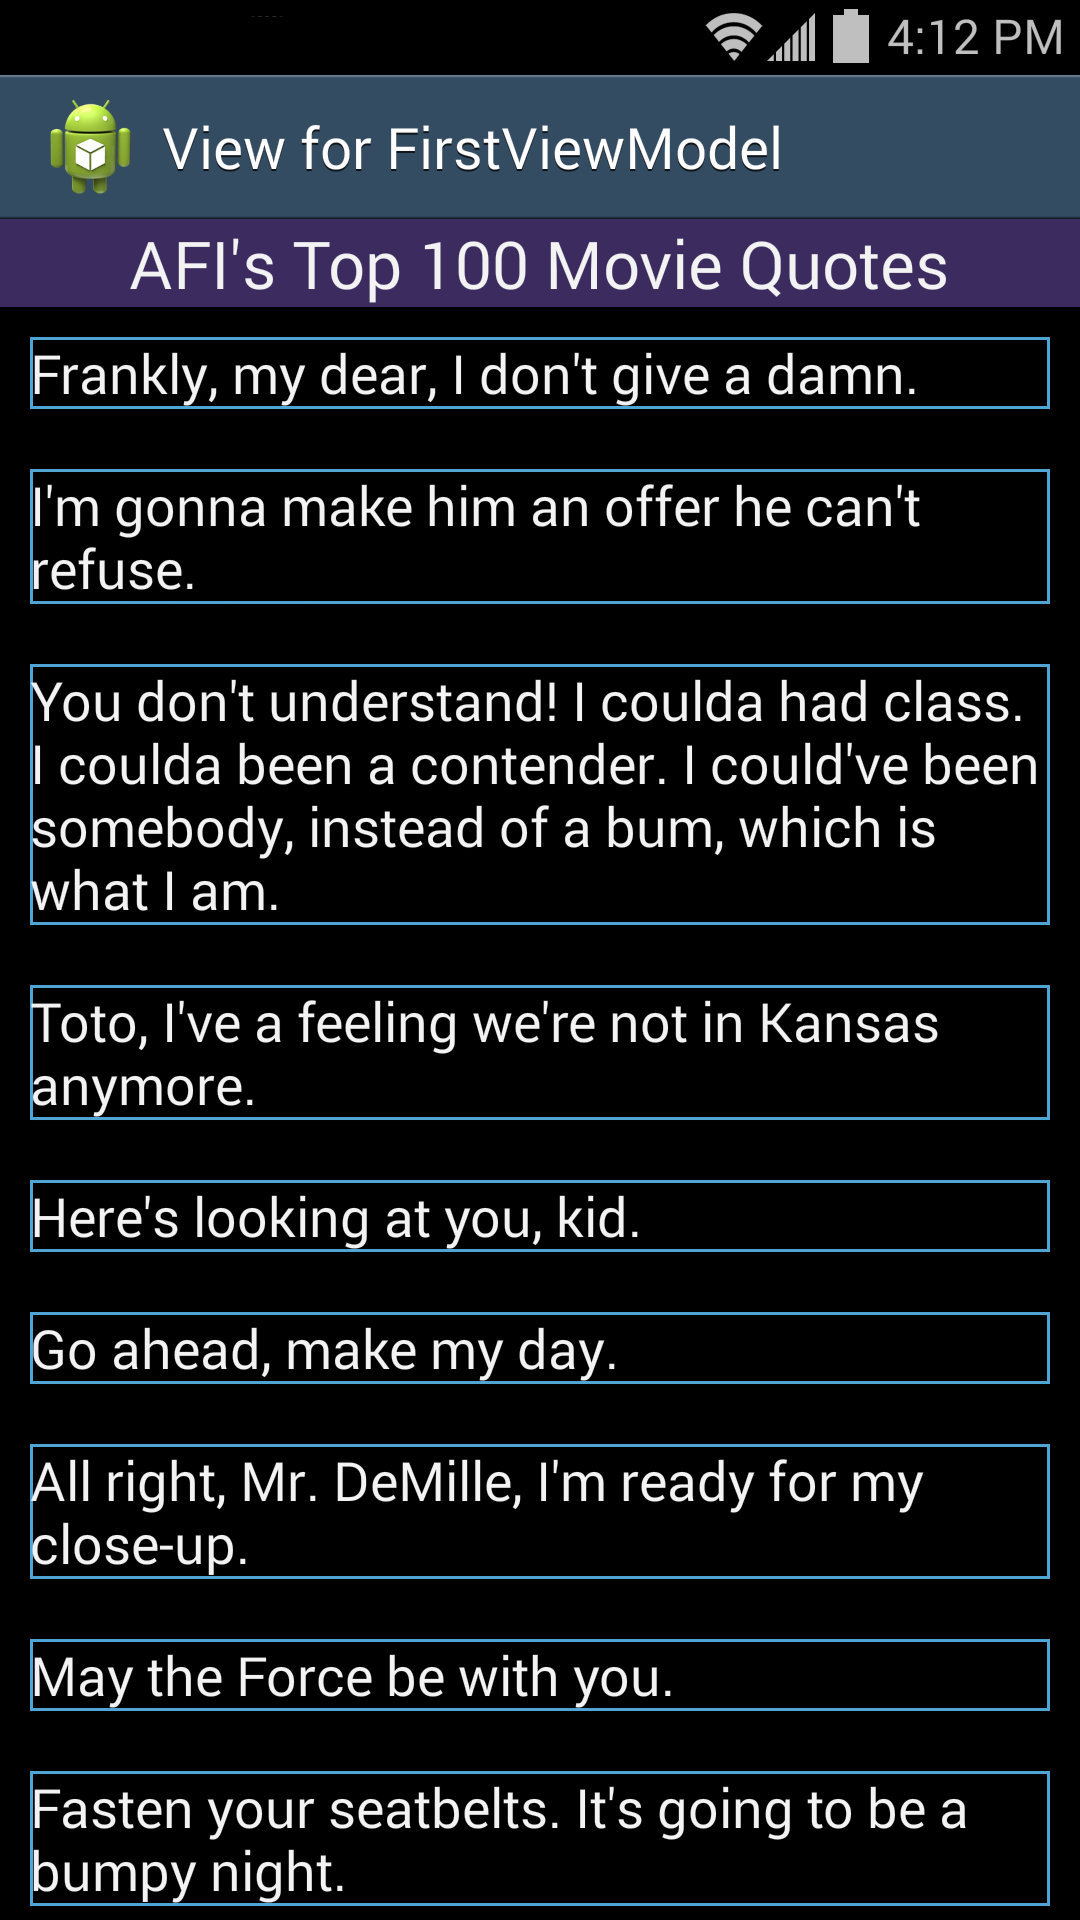 4:12 PM
View for FirstViewModel
AFI's Top 100 Movie Quotes
Frankly, my dear, I don't give a damn.
I'm gonna make him an offer he can't
refuse.
You don't understand! I coulda had class.
I coulda been a contender. I could've been
somebody, instead of a bum, which is
what I am.
Toto, I've a feeling we're not in Kansas
anymore.
Here's looking at you, kid.
Go ahead, make my day.
All right, Mr. DeMille, I'm ready for my
close-up.
May the Force be with you.
Fasten your seatbelts. It's going to be a
bumpy night.